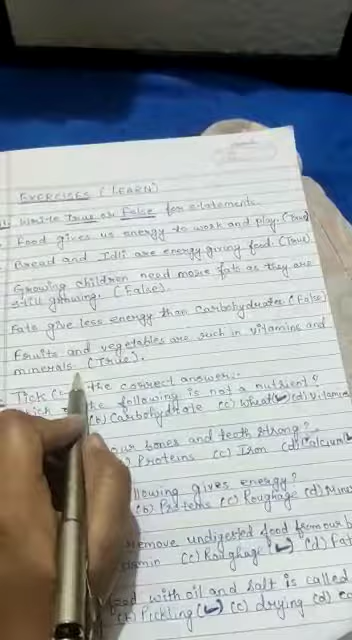 EXERCISES (LEARN)
Write True or False for statements
Food gives us energy to work and play. (True)
Bread and Idli are energy giving food. (True)
Growing children need more fats as they are
still growing. (False).
Fats give less energy than carbohydrates (False)
Fruits and vegetables are such in vitamins and
minerals. (True).
Tick the correct answer.
the following is not a nutrient?
(b) Carbohydrate (c) Wheat (d) Vitamins
our bones and teeth strong?
Proteins (c) Iron (d) Calcium
llowing gives energy?
(b) Proteins (c) Roughage (d) Min
remove undigested food from our b
(c) Roughage (d) Fat
food with oil and salt is called
Pickling (c) drying (d)